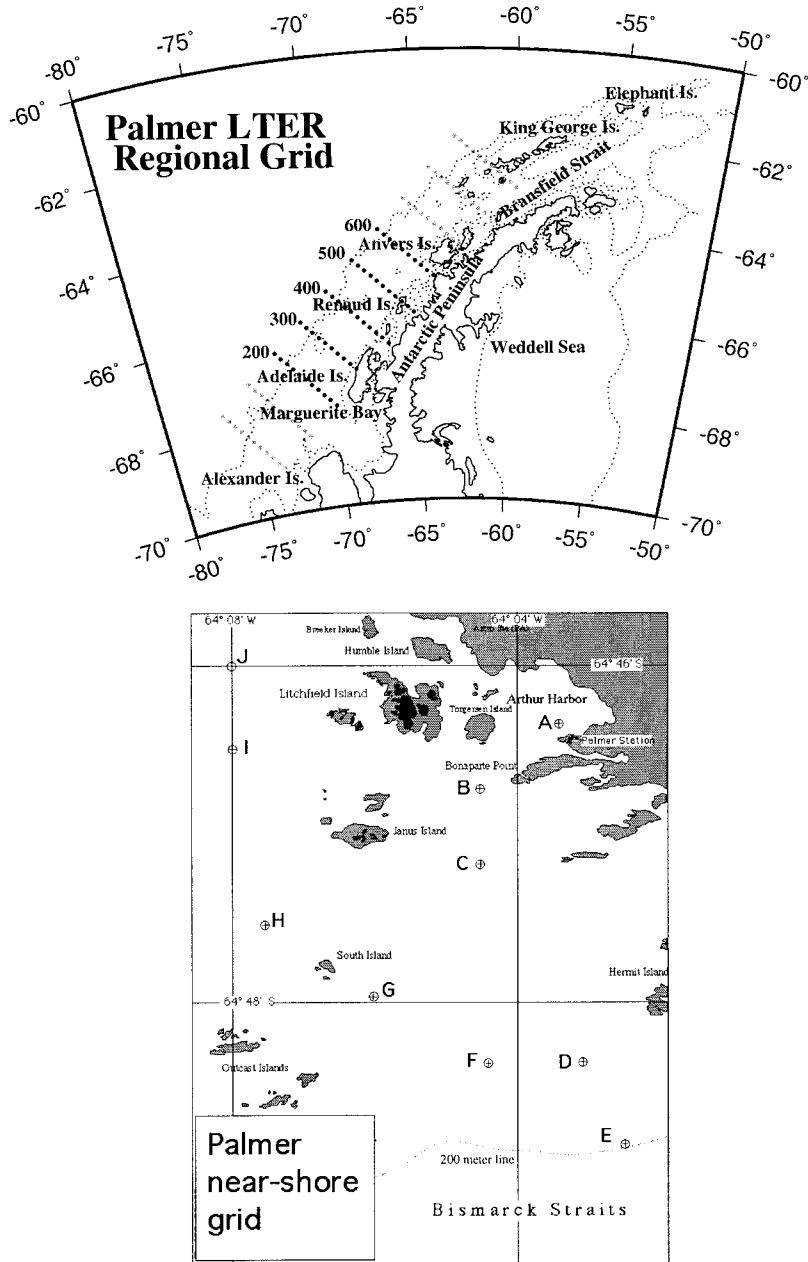 -80˚
-75˚
-70˚
-65˚
-60˚
-55˚
-50˚
-60˚
-62˚
-64˚
-66˚
-68˚
-70˚
-60˚
-62˚
-64˚
-66˚
-68˚
-70˚
-80˚
-75˚
-70˚
-65˚
-60˚
-55˚
-50˚
Palmer LTER
Regional Grid
Elephant Is.
King George Is.
Bransfield Strait
600
Anvers Is.
500
400
Renaud Is.
Antarctic Peninsula
300
Weddell Sea
200
Adelaide Is.
Marguerite Bay
Alexander Is.
64° 08' W
64° 04' W
Breaker Island
Humble Island
J
64° 46' S
Litchfield Island
Arthur Harbor
Torgersen Island
A
Palmer Station
I
Bonaparte Point
B
Janus Island
C
H
South Island
Hermit Island
G
64° 48' S
F
D
Outcast Islands
E
200 meter line
Palmer
near-shore
grid
Bismarck Straits